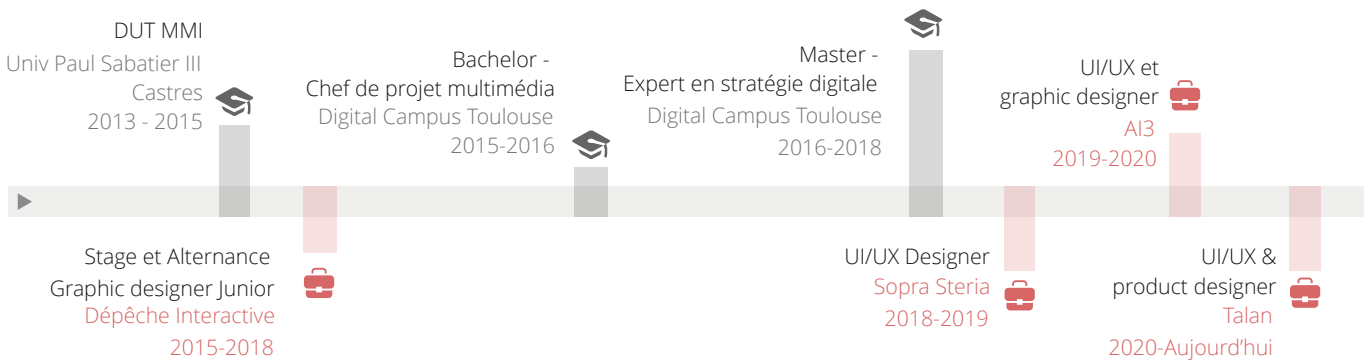 DUT MMI
Univ Paul Sabatier III
Castres
2013 - 2015
Bachelor -
Chef de projet multimédia
Digital Campus Toulouse
2015-2016
Master -
Expert en stratégie digitale
Digital Campus Toulouse
2016-2018
UI/UX et
graphic designer
AI3
2019-2020
Stage et Alternance
Graphic designer Junior
Dépêche Interactive
2015-2018
UI/UX Designer
Sopra Steria
2018-2019
UI/UX &
product designer
Talan
2020-Aujourd’hui